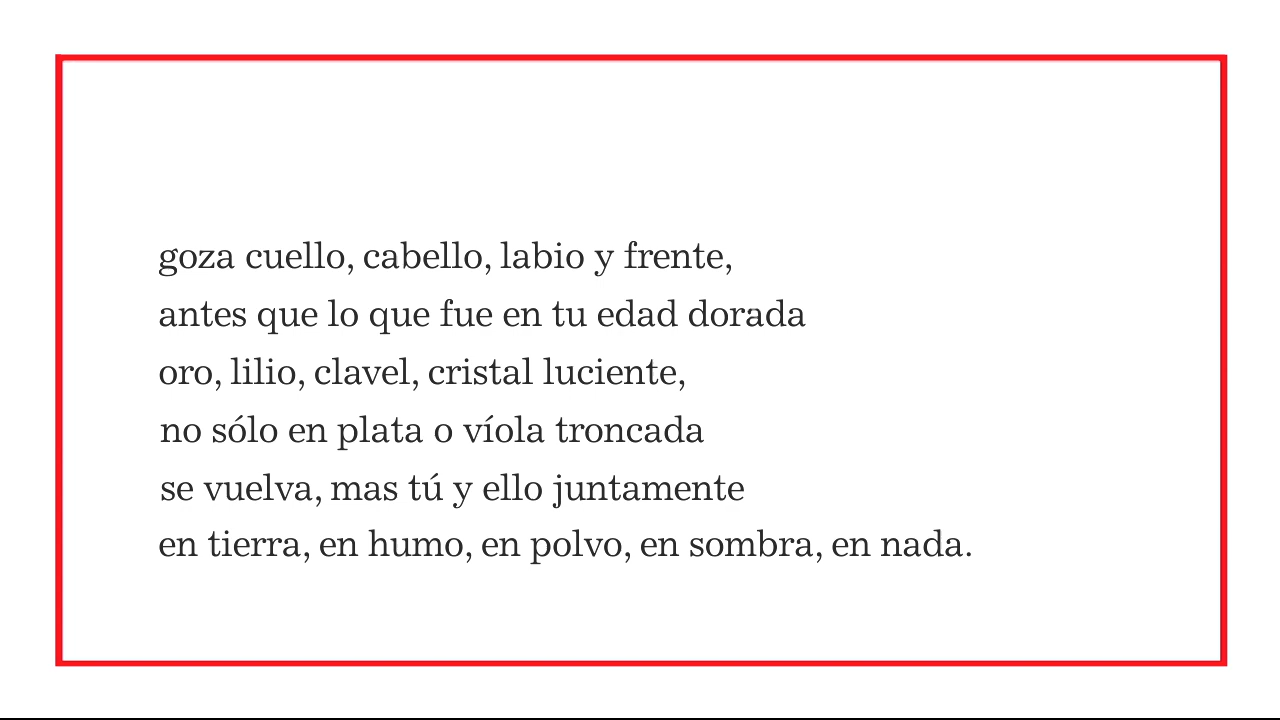 goza cuello, cabello, labio y frente,
antes que lo que fue en tu edad dorada
oro, lilio, clavel, cristal luciente,
no sólo en plata o víola troncada
se vuelva, mas tú y ello juntamente
en tierra, en humo, en polvo, en sombra, en nada.